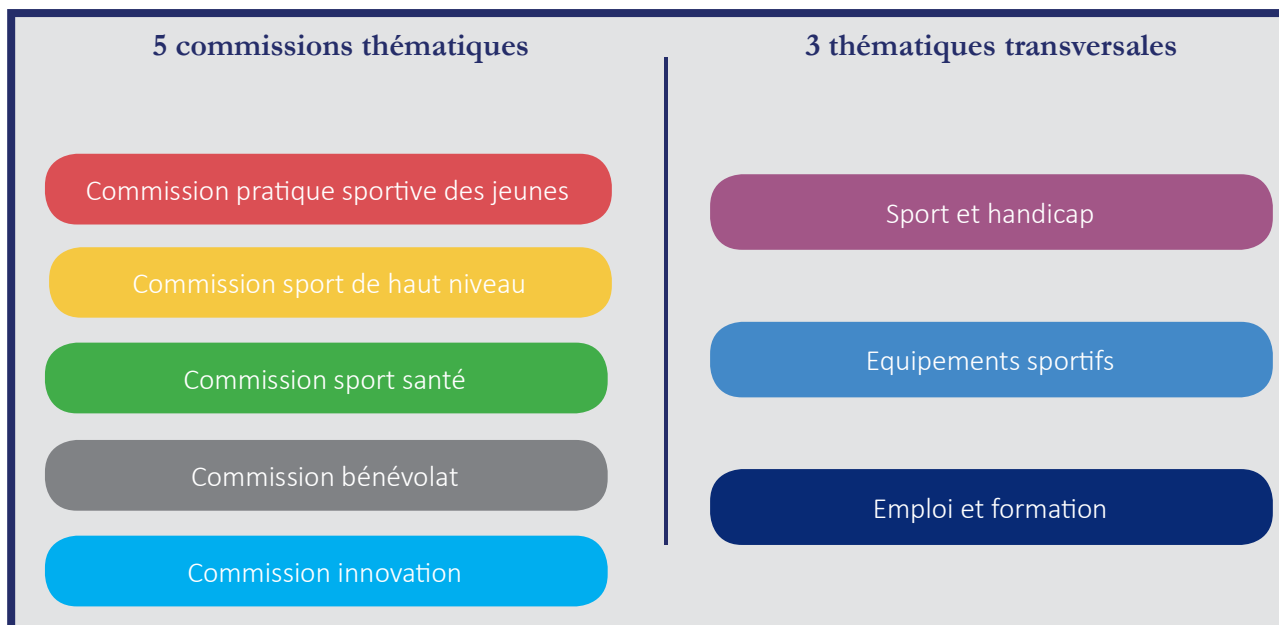 5 commissions thématiques
Commission pratique sportive des jeunes
Commission sport de haut niveau
Commission sport santé
Commission bénévolat
Commission innovation
3 thématiques transversales
Sport et handicap
Equipements sportifs
Emploi et formation